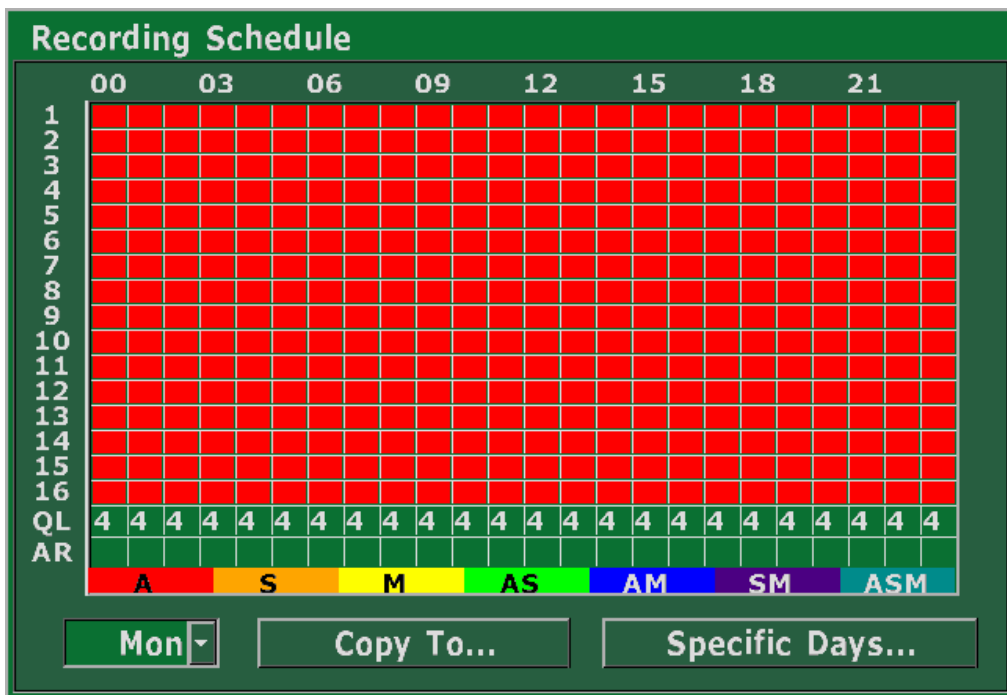 Recording Schedule
00 03 06 09 12 15 18 21
1
2
3
4
5
6
7
8
9
10
11
12
13
14
15
16
QL 4 4 4 4 4 4 4 4 4 4 4 4 4 4 4 4 4 4 4 4 4 4 4 4
AR
A S M AS AM SM ASM
Mon Copy To... Specific Days...